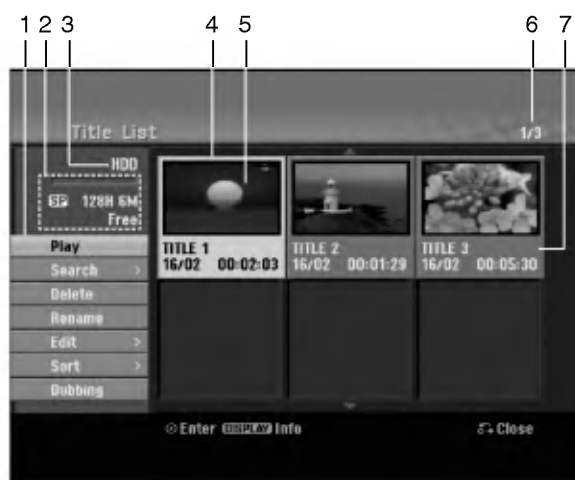 1 2 3 4 5 6 7
Title List
1/3
HDD
SP 128H 6M
Free
Play
Search >
Delete
Rename
Edit >
Sort >
Dubbing
TITLE 1
16/02 00:02:03
TITLE 2
16/02 00:01:29
TITLE 3
16/02 00:05:30
Enter DISPLAY Info
Close